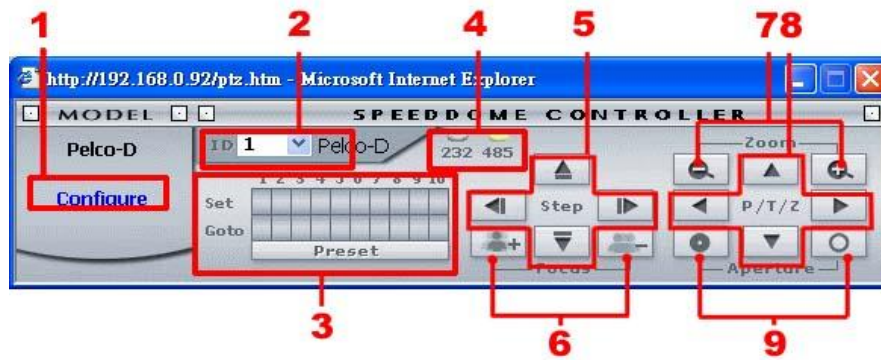 1 2 4 5 78
http://192.168.0.92/ptz.htm - Microsoft Internet Explorer
MODEL SPEEDDOME CONTROLLER
Pelco-D ID 1 Pelco-D 232 485 Zoom
Configure 1 2 3 4 5 6 7 8 9 10
Set Step P/T/Z
Goto
Preset
Focus Aperture
3 6 9